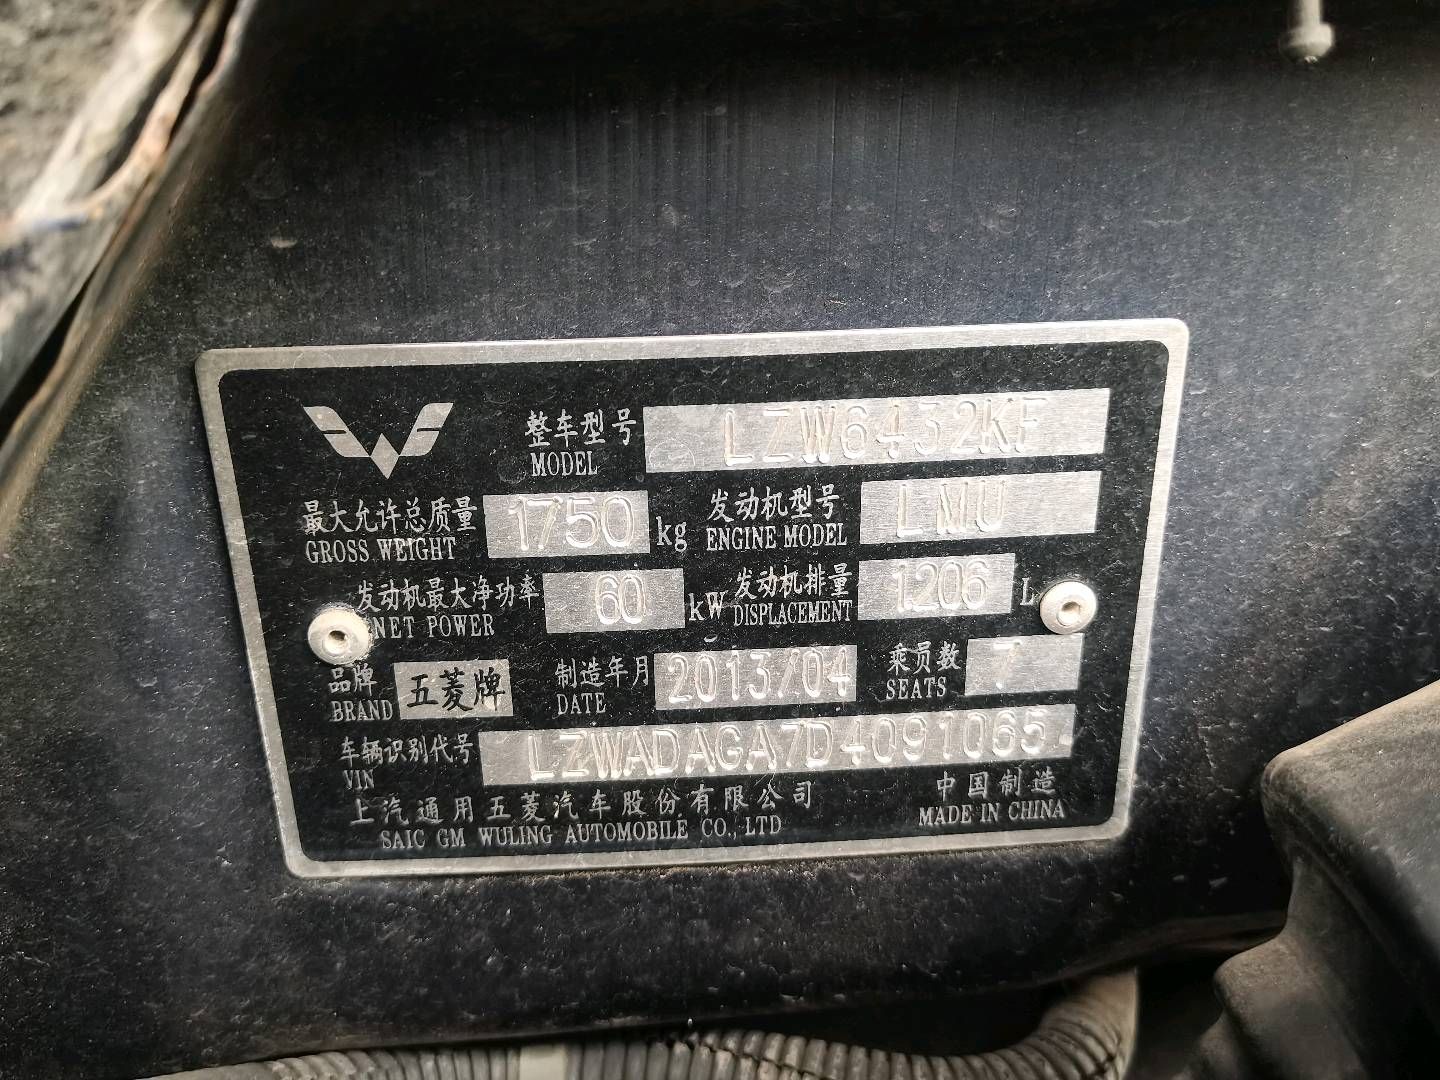 整车型号 LZW6432KF
MODEL
最大允许总质量 1750 kg 发动机型号 LMU
GROSS WEIGHT ENGINE MODEL
发动机最大净功率 60 kW 发动机排量 1.206 L
NET POWER DISPLACEMENT
品牌 五菱牌 制造年月 2013/04 乘员数 7
BRAND DATE SEATS
车辆识别代号 LZWADAGA7D4091065
VIN
上汽通用五菱汽车股份有限公司 中国制造
SAIC GM WULING AUTOMOBILE CO., LTD MADE IN CHINA